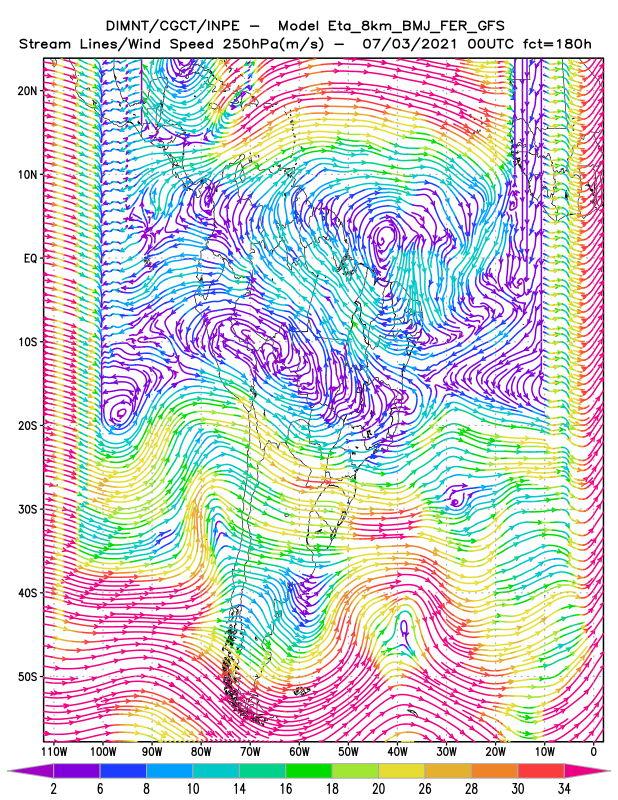 DIMNT/CGCT/INPE – Model Eta_8km_BMJ_FER_GFS
Stream Lines/Wind Speed 250hPa(m/s) – 07/03/2021 00UTC fct=180h
20N
10N
EQ
10S
20S
30S
40S
50S
110W 100W 90W 80W 70W 60W 50W 40W 30W 20W 10W 0
2 6 8 10 14 16 18 20 26 28 30 34